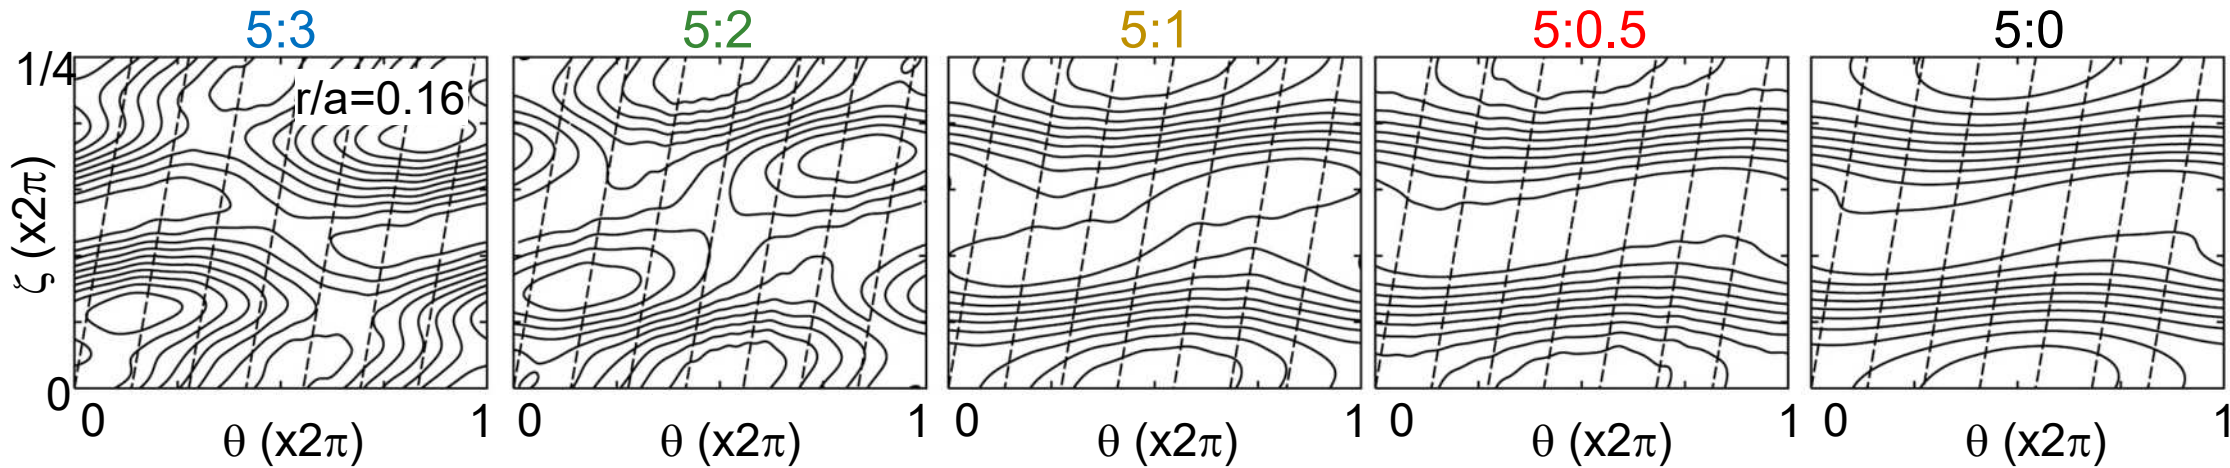 5:3 5:2 5:1 5:0.5 5:0
1/4
r/a=0.16
ζ (x2π)
0
0 1 0 1 0 1 0 1 0 1
θ (x2π) θ (x2π) θ (x2π) θ (x2π) θ (x2π)